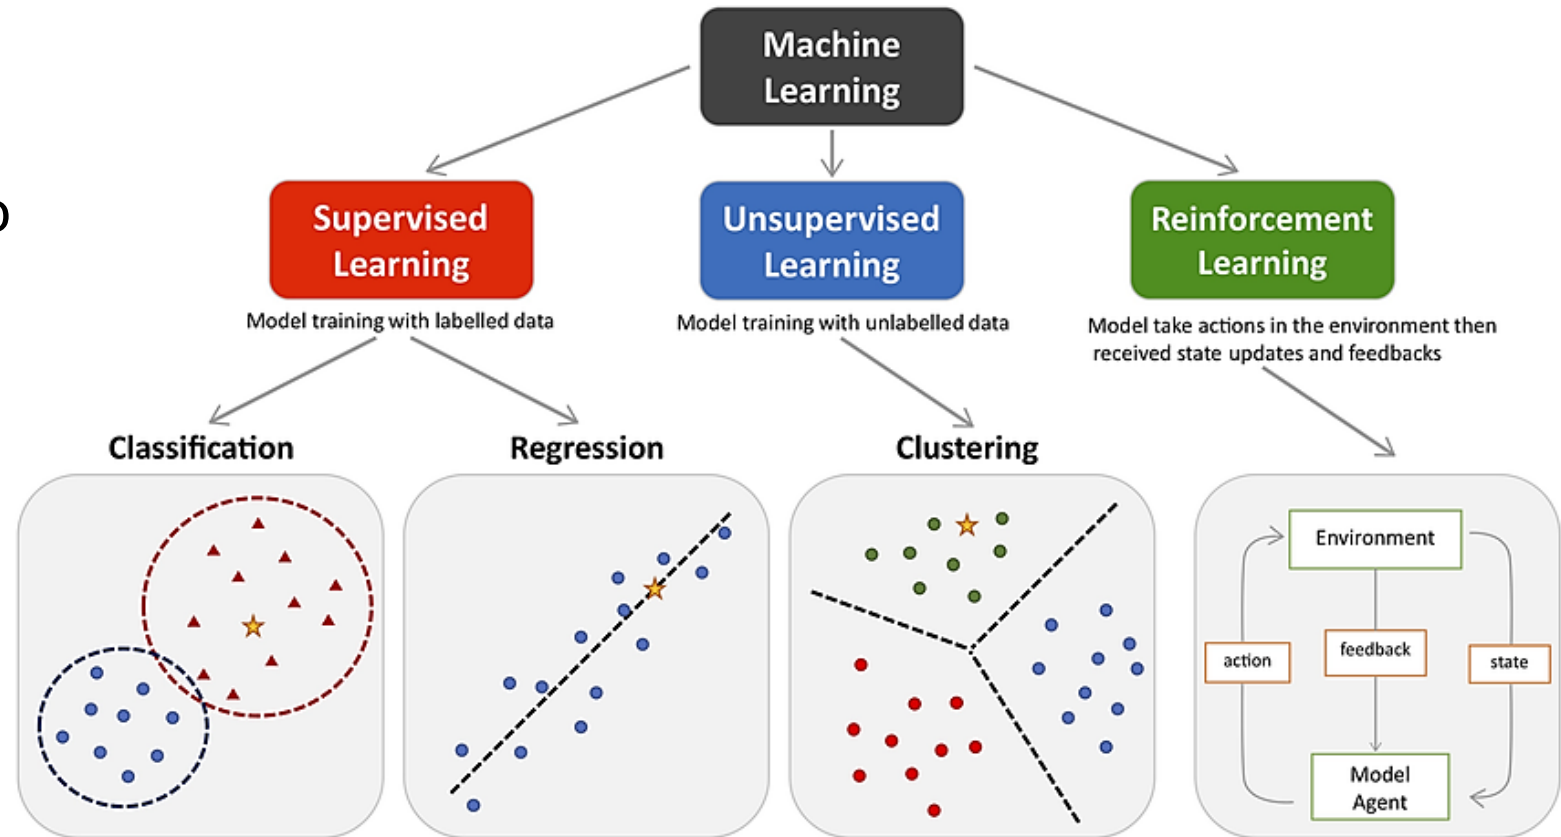 Machine
Learning
o
Supervised
Learning
Unsupervised
Learning
Reinforcement
Learning
Model training with labelled data
Model training with unlabelled data
Model take actions in the environment then
received state updates and feedbacks
Classification
Regression
Clustering
Environment
action
feedback
state
Model
Agent